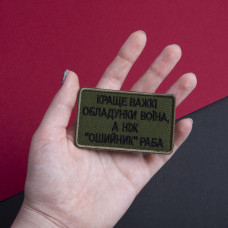 КРАЩЕ ВАЖКІ
ОБЛАДУНКИ ВОЇНА,
А НІЖ
"ОШИЙНИК" РАБА